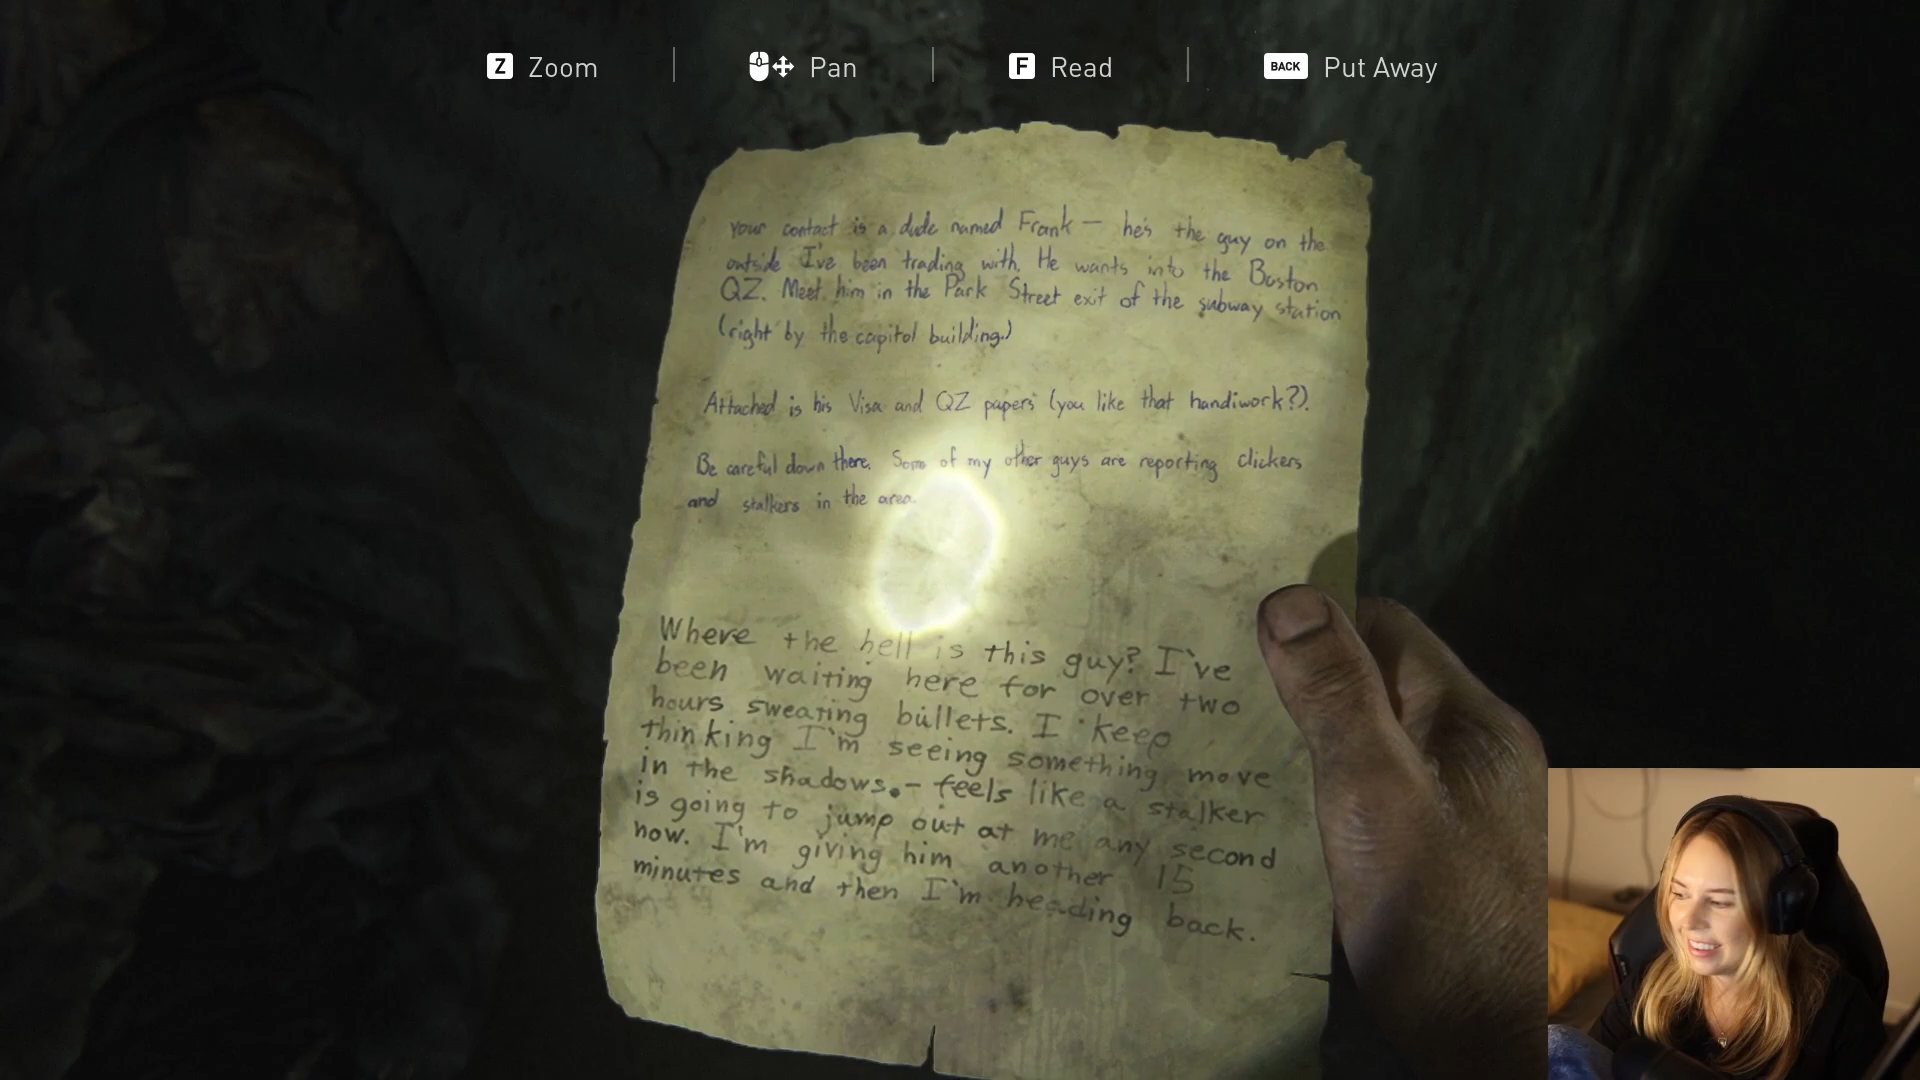 Z Zoom
Pan
F Read
BACK Put Away
Your contact is a dude named Frank — he's the guy on the
outside I've been trading with. He wants into the Boston
QZ. Meet him in the Park Street exit of the subway station
(right by the capitol building.)
Attached is his Visa and QZ papers (you like that handiwork?).
Be careful down there. Some of my other guys are reporting clickers
and stalkers in the area.
Where the hell is this guy? I've
been waiting here for over two
hours sweating bullets. I keep
thinking I'm seeing something move
in the shadows. - feels like a stalker
is going to jump out at me any second
now. I'm giving him another 15
minutes and then I'm heading back.